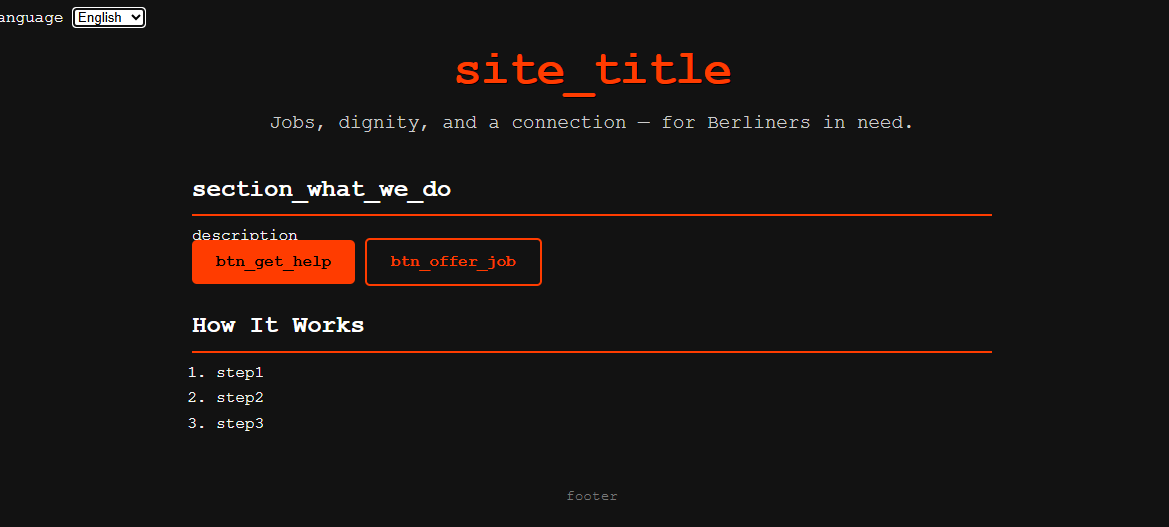 anguage English
site_title
Jobs, dignity, and a connection — for Berliners in need.
section_what_we_do
description
btn_get_help btn_offer_job
How It Works
1. step1
2. step2
3. step3
footer